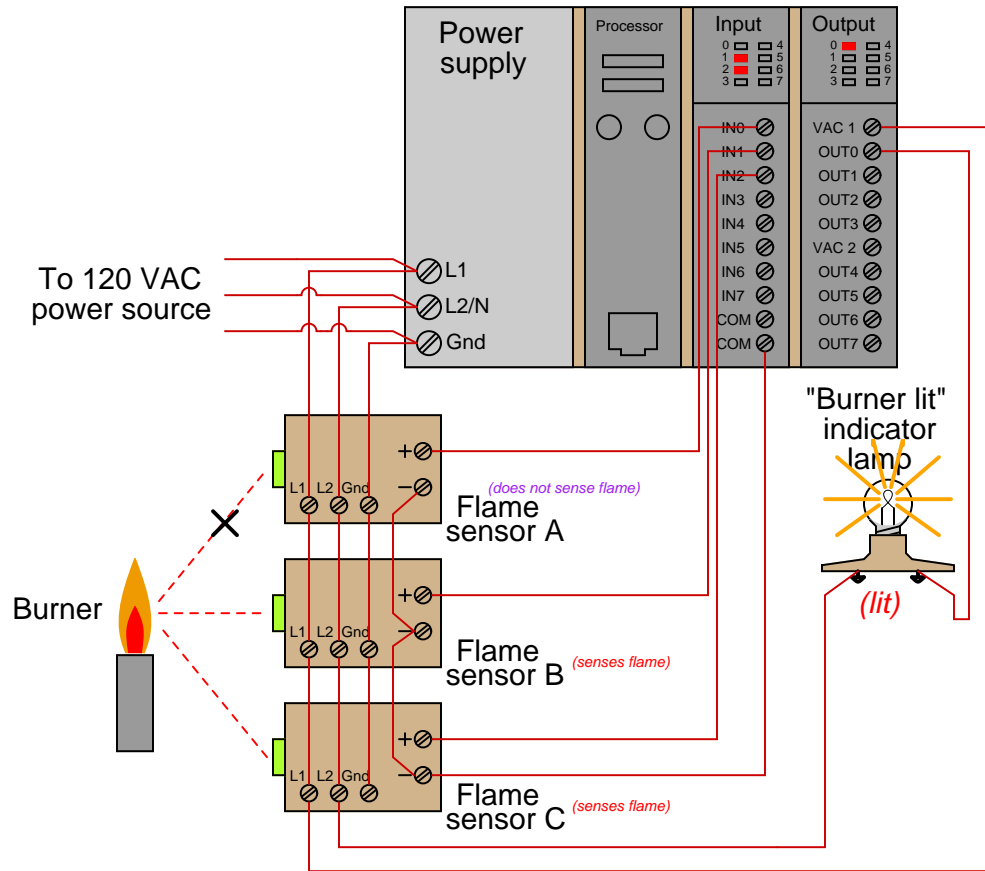 Power
supply
Processor
Input
Output
0 4
1 5
2 6
3 7
0 4
1 5
2 6
3 7
IN0
IN1
IN2
IN3
IN4
IN5
IN6
IN7
COM
COM
VAC 1
OUT0
OUT1
OUT2
OUT3
VAC 2
OUT4
OUT5
OUT6
OUT7
To 120 VAC
power source
L1
L2/N
Gnd
"Burner lit"
indicator
lamp
(lit)
Burner
L1 L2 Gnd
+
−
(does not sense flame)
Flame
sensor A
L1 L2 Gnd
+
−
Flame
sensor B (senses flame)
L1 L2 Gnd
+
−
Flame
sensor C (senses flame)